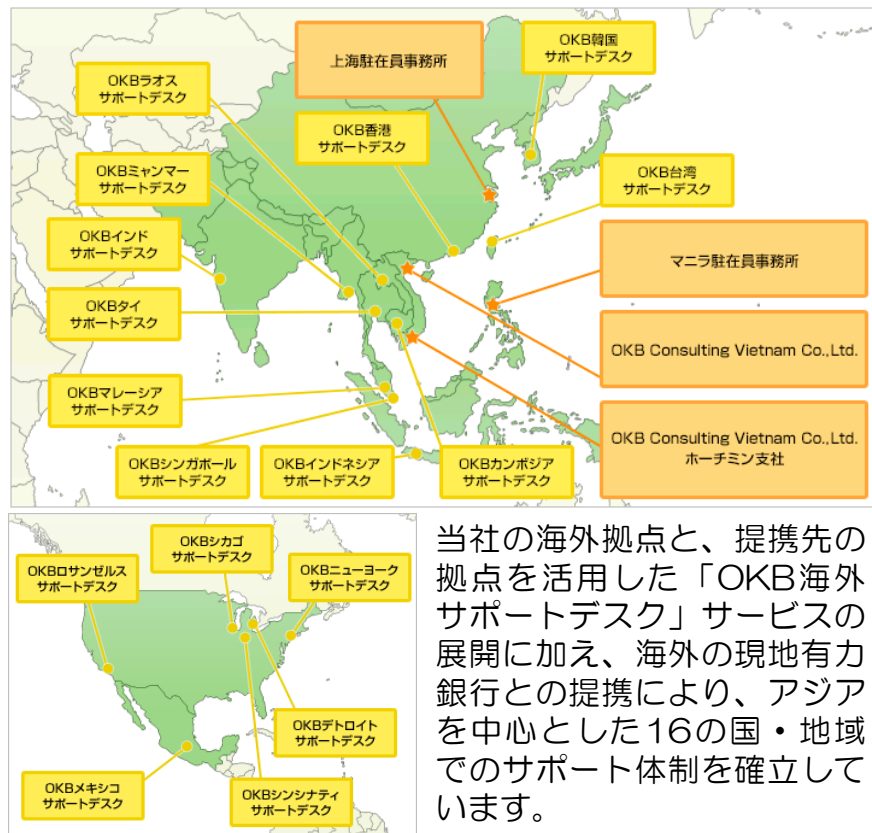 上海駐在員事務所
OKB韓国
サポートデスク
OKBラオス
サポートデスク
OKB香港
サポートデスク
OKBミャンマー
サポートデスク
OKB台湾
サポートデスク
OKBインド
サポートデスク
マニラ駐在員事務所
OKBタイ
サポートデスク
OKB Consulting Vietnam Co.,Ltd.
OKBマレーシア
サポートデスク
OKB Consulting Vietnam Co.,Ltd.
ホーチミン支社
OKBシンガポール
サポートデスク
OKBインドネシア
サポートデスク
OKBカンボジア
サポートデスク
OKBシカゴ
サポートデスク
OKBロサンゼルス
サポートデスク
OKBニューヨーク
サポートデスク
OKBデトロイト
サポートデスク
OKBメキシコ
サポートデスク
OKBシンシナティ
サポートデスク
当社の海外拠点と、提携先の
拠点を活用した「OKB海外
サポートデスク」サービスの
展開に加え、海外の現地有力
銀行との提携により、アジア
を中心とした16の国・地域
でのサポート体制を確立して
います。